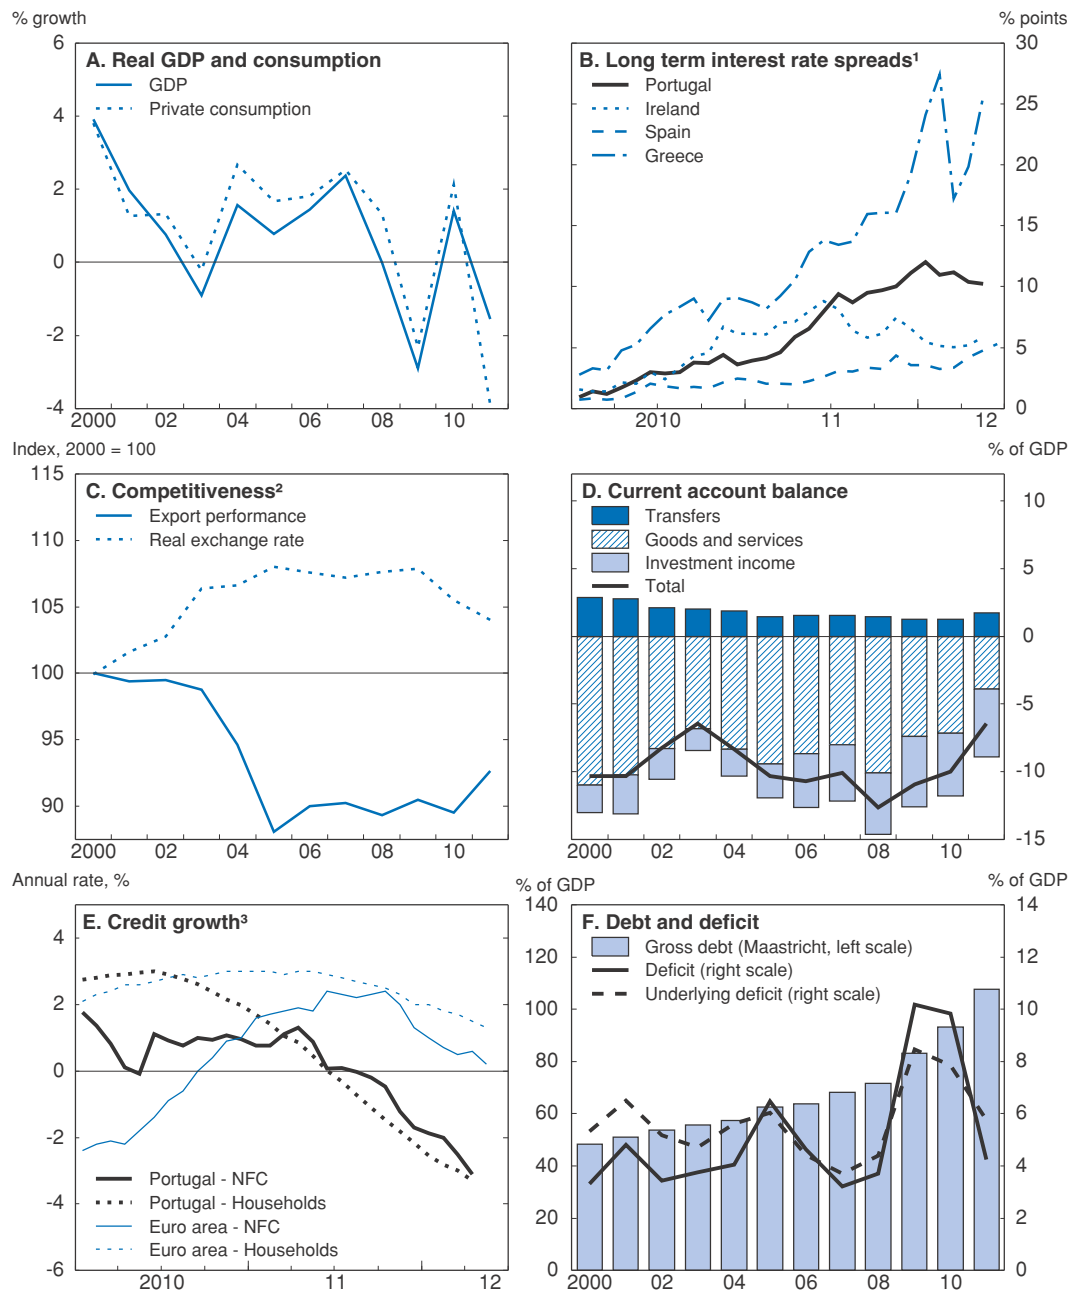 % growth
6
4
2
0
-2
-4
A. Real GDP and consumption
GDP
Private consumption
2000 02 04 06 08 10
% points
30
25
20
15
10
5
0
B. Long term interest rate spreads¹
Portugal
Ireland
Spain
Greece
2010 11 12
Index, 2000 = 100
115
110
105
100
95
90
C. Competitiveness²
Export performance
Real exchange rate
2000 02 04 06 08 10
% of GDP
10
5
0
-5
-10
-15
D. Current account balance
Transfers
Goods and services
Investment income
Total
2000 02 04 06 08 10
Annual rate, %
4
2
0
-2
-4
-6
E. Credit growth³
Portugal - NFC
Portugal - Households
Euro area - NFC
Euro area - Households
2010 11 12
% of GDP
140
120
100
80
60
40
20
0
% of GDP
14
12
10
8
6
4
2
0
F. Debt and deficit
Gross debt (Maastricht, left scale)
Deficit (right scale)
Underlying deficit (right scale)
2000 02 04 06 08 10